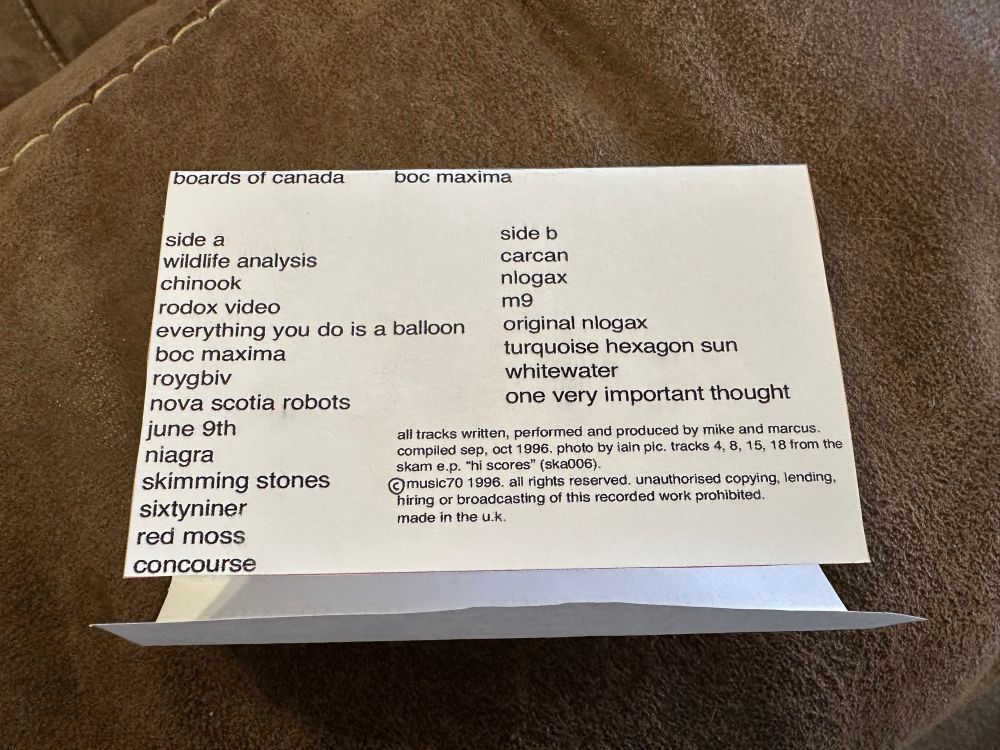 boards of canada boc maxima
side a
wildlife analysis
chinook
rodox video
everything you do is a balloon
boc maxima
roygbiv
nova scotia robots
june 9th
niagra
skimming stones
sixtyniner
red moss
concourse
side b
carcan
nlogax
m9
original nlogax
turquoise hexagon sun
whitewater
one very important thought
all tracks written, performed and produced by mike and marcus.
compiled sep, oct 1996. photo by iain pic. tracks 4, 8, 15, 18 from the
skam e.p. “hi scores” (ska006).
©music70 1996. all rights reserved. unauthorised copying, lending,
hiring or broadcasting of this recorded work prohibited.
made in the u.k.